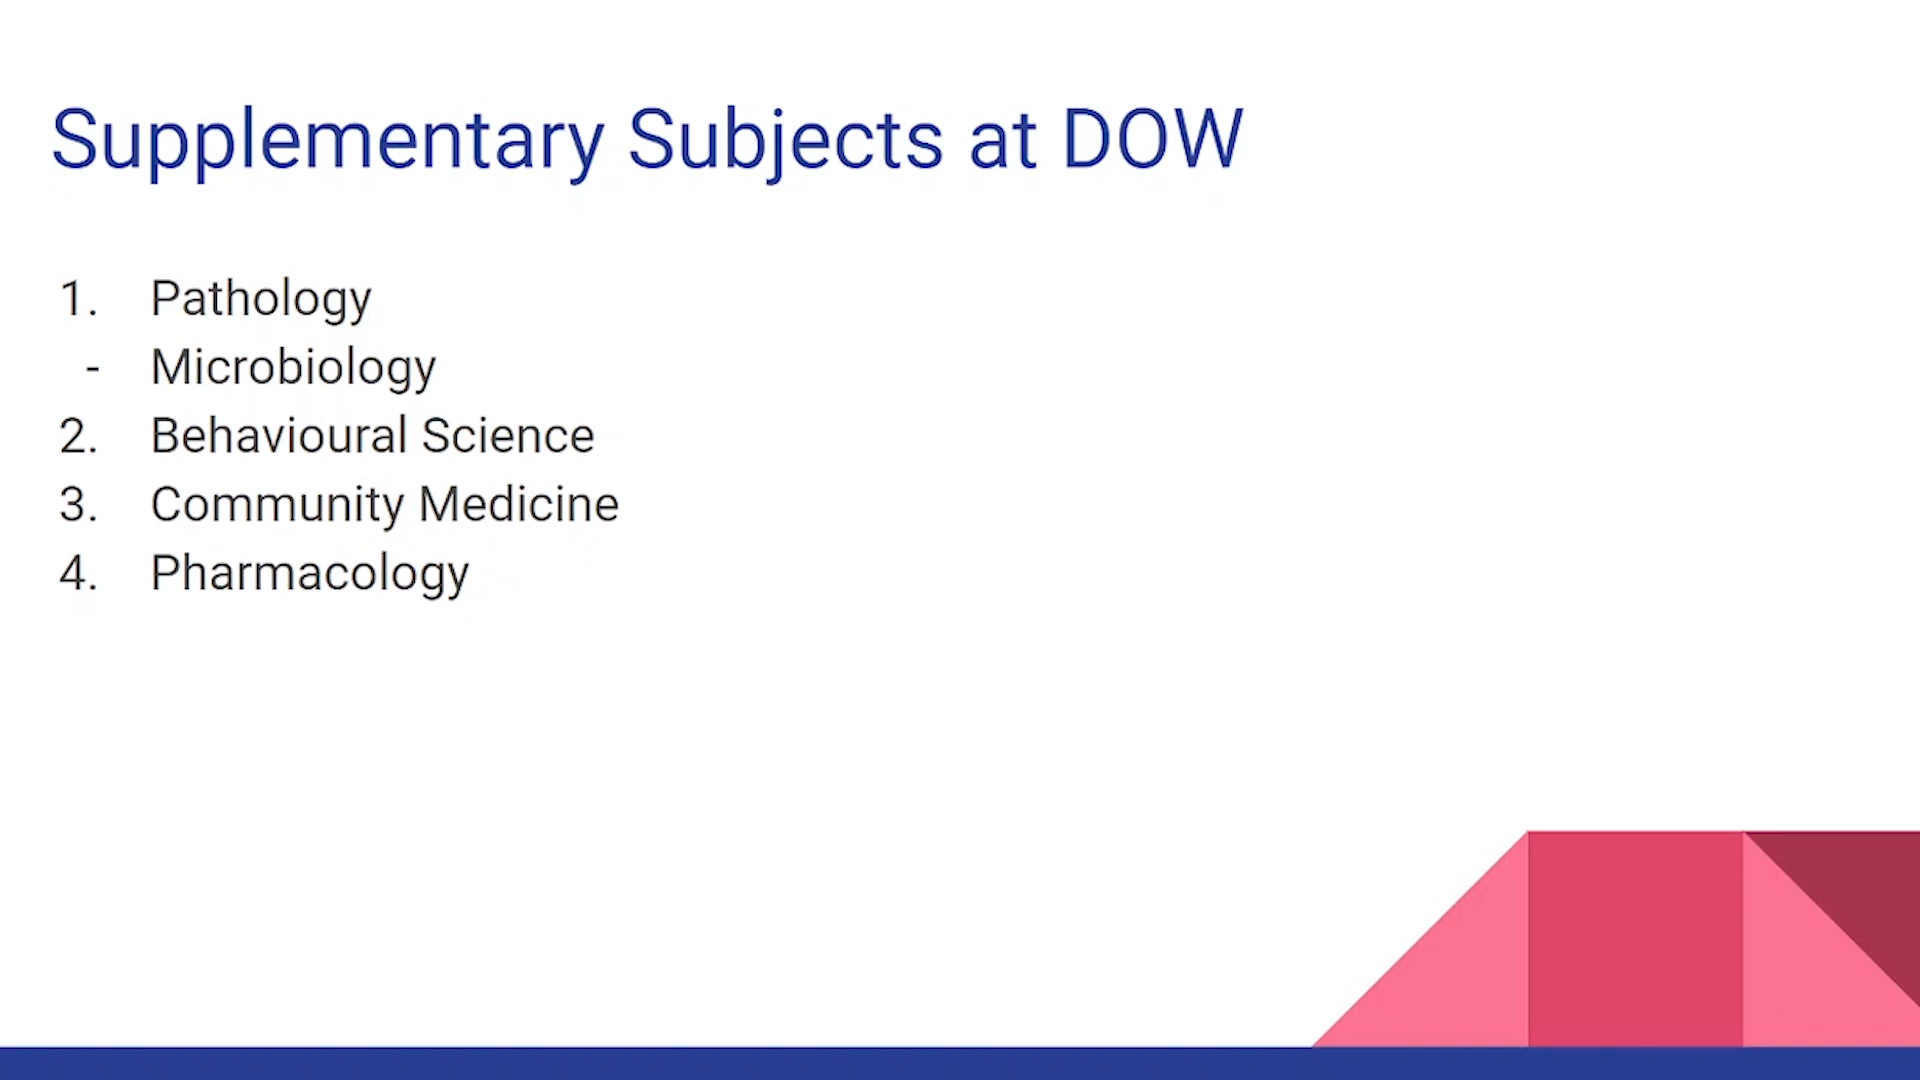 Supplementary Subjects at DOW
1. Pathology
- Microbiology
2. Behavioural Science
3. Community Medicine
4. Pharmacology